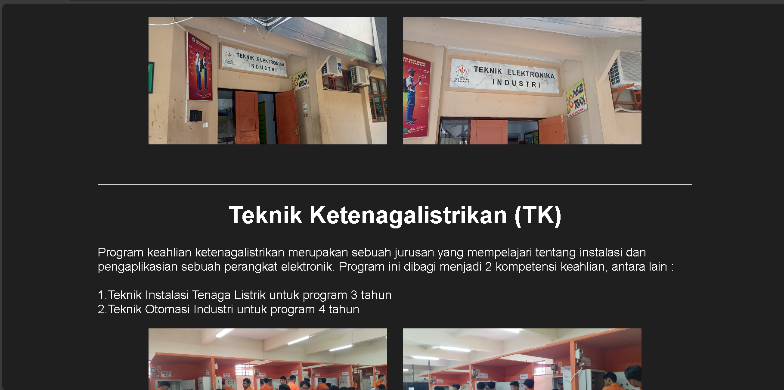 TEKNIK ELEKTRONIKA
INDUSTRI
TEKNIK ELEKTRONIKA
INDUSTRI
Teknik Ketenagalistrikan (TK)
Program keahlian ketenagalistrikan merupakan sebuah jurusan yang mempelajari tentang instalasi dan
pengaplikasian sebuah perangkat elektronik. Program ini dibagi menjadi 2 kompetensi keahlian, antara lain :
1.Teknik Instalasi Tenaga Listrik untuk program 3 tahun
2.Teknik Otomasi Industri untuk program 4 tahun